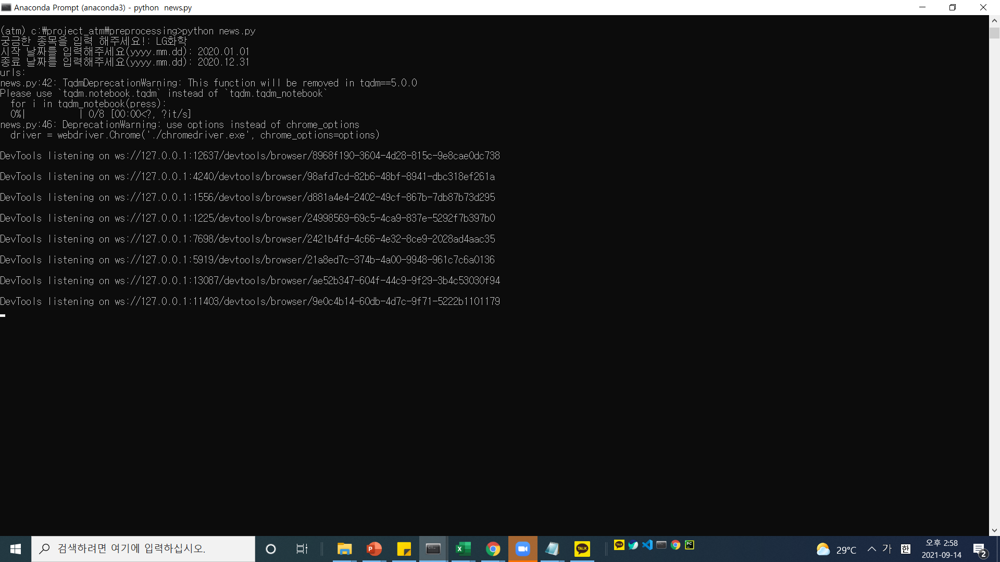 Anaconda Prompt (anaconda3) - python  news.py
(atm) c:₩project_atm₩preprocessing>python news.py
궁금한 종목을 입력 해주세요!: LG화학
시작 날짜를 입력해주세요(yyyy.mm.dd): 2020.01.01
종료 날짜를 입력해주세요(yyyy.mm.dd): 2020.12.31
urls:
news.py:42: TqdmDeprecationWarning: This function will be removed in tqdm==5.0.0
Please use `tqdm.notebook.tqdm` instead of `tqdm.tqdm_notebook`
  for i in tqdm_notebook(press):
  0%|          | 0/8 [00:00<?, ?it/s]
news.py:46: DeprecationWarning: use options instead of chrome_options
  driver = webdriver.Chrome('./chromedriver.exe', chrome_options=options)
DevTools listening on ws://127.0.0.1:12637/devtools/browser/8968f190-3604-4d28-815c-9e8cae0dc738
DevTools listening on ws://127.0.0.1:4240/devtools/browser/98afd7cd-82b6-48bf-8941-dbc318ef261a
DevTools listening on ws://127.0.0.1:1556/devtools/browser/d881a4e4-2402-49cf-867b-7db87b73d295
DevTools listening on ws://127.0.0.1:1225/devtools/browser/24998569-69c5-4ca9-837e-5292f7b397b0
DevTools listening on ws://127.0.0.1:7698/devtools/browser/2421b4fd-4c66-4e32-8ce9-2028ad4aac35
DevTools listening on ws://127.0.0.1:5919/devtools/browser/21a8ed7c-374b-4a00-9948-961c7c6a0136
DevTools listening on ws://127.0.0.1:13087/devtools/browser/ae52b347-604f-44c9-9f29-3b4c53030f94
DevTools listening on ws://127.0.0.1:11403/devtools/browser/9e0c4b14-60db-4d7c-9f71-5222b1101179
검색하려면 여기에 입력하십시오.
TALK
29°C
가
한
오후 2:58
2021-09-14
2